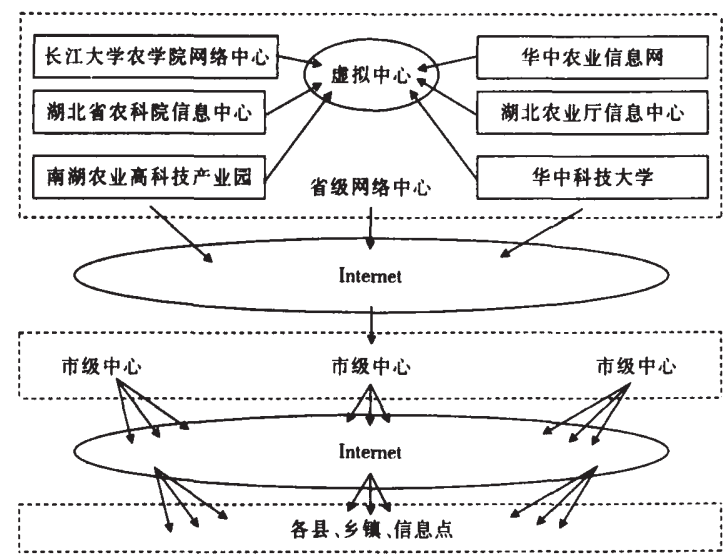 长江大学农学院网络中心
虚拟中心
华中农业信息网
湖北省农科院信息中心
湖北农业厅信息中心
南湖农业高科技产业园
省级网络中心
华中科技大学
Internet
市级中心
市级中心
市级中心
Internet
各县、乡镇、信息点